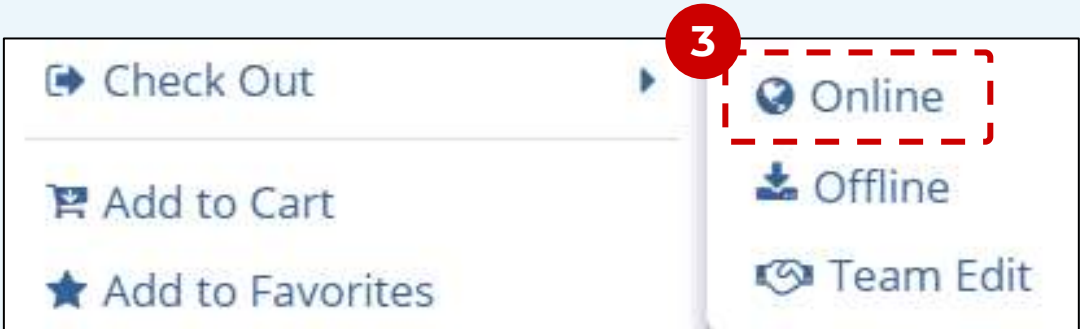 3
Check Out
Online
Add to Cart
Offline
Add to Favorites
Team Edit